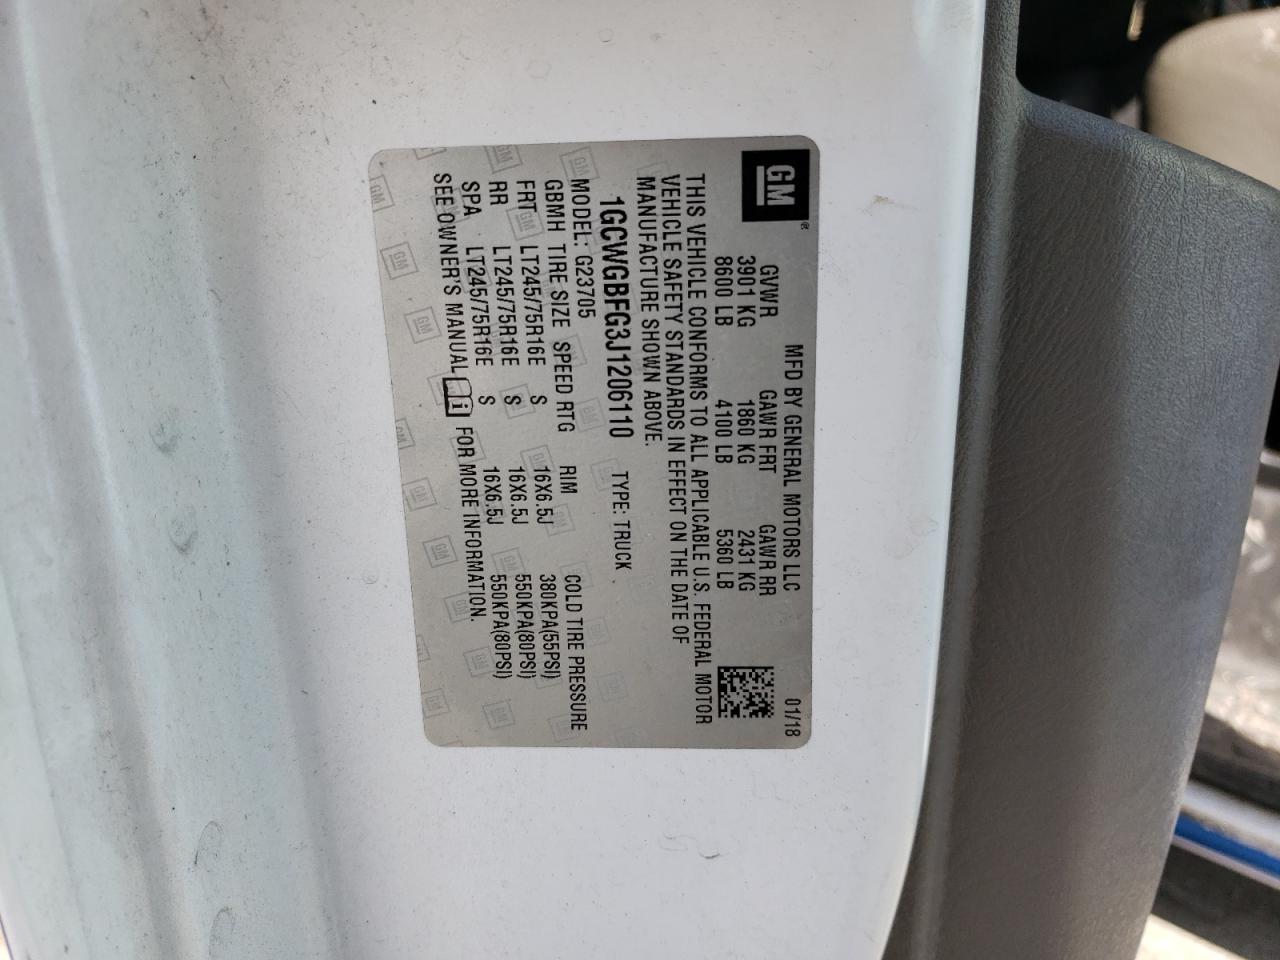 GM®
MFD BY GENERAL MOTORS LLC 01/18
GVWR GAWR FRT GAWR RR
3901 KG 1860 KG 2431 KG
8600 LB 4100 LB 5360 LB
THIS VEHICLE CONFORMS TO ALL APPLICABLE U.S. FEDERAL MOTOR
VEHICLE SAFETY STANDARDS IN EFFECT ON THE DATE OF
MANUFACTURE SHOWN ABOVE.
1GCWGBFG3J1206110 TYPE: TRUCK
MODEL: G23705
GBMH TIRE SIZE SPEED RTG RIM COLD TIRE PRESSURE
FRT LT245/75R16E S 16X6.5J 380KPA(55PSI)
RR LT245/75R16E S 16X6.5J 550KPA(80PSI)
SPA LT245/75R16E S 16X6.5J 550KPA(80PSI)
SEE OWNER'S MANUAL i FOR MORE INFORMATION.